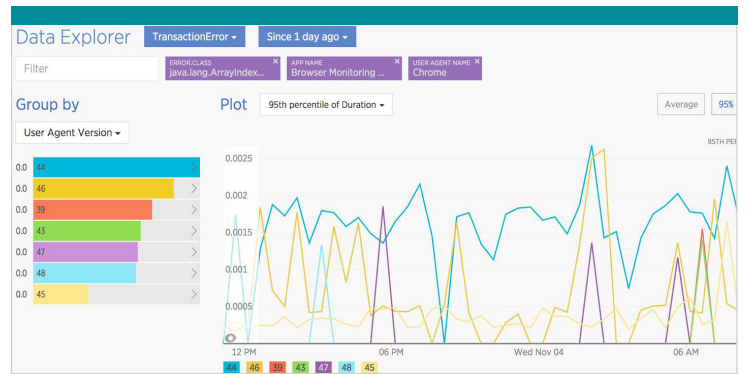 Data Explorer
TransactionError
Since 1 day ago
Filter
ERROR.CLASS ×
java.lang.ArrayIndex...
APP NAME ×
Browser Monitoring ...
USER AGENT NAME ×
Chrome
Group by
User Agent Version
0.0 44
0.0 46
0.0 39
0.0 43
0.0 47
0.0 48
0.0 45
Plot
95th percentile of Duration
Average
95%
95TH PE
0.0025
0.002
0.0015
0.001
0.0005
12 PM
06 PM
Wed Nov 04
06 AM
44 46 39 43 47 48 45